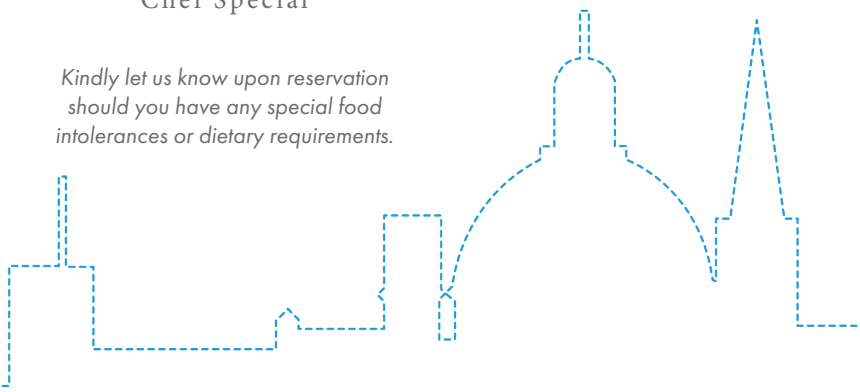 Chef Special
Kindly let us know upon reservation
should you have any special food
intolerances or dietary requirements.